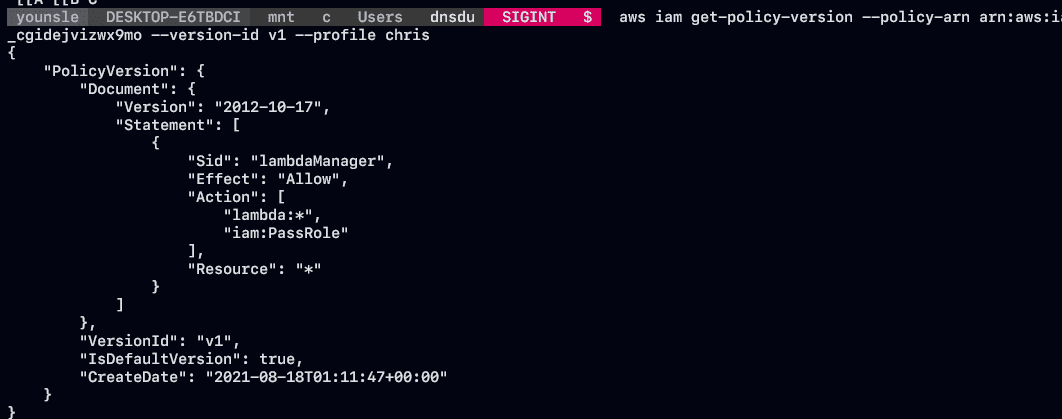 younsle DESKTOP-E6TBDCI mnt c Users dnsdu SIGINT $ aws iam get-policy-version --policy-arn arn:aws:ia
_cgidejvizwx9mo --version-id v1 --profile chris
{
    "PolicyVersion": {
        "Document": {
            "Version": "2012-10-17",
            "Statement": [
                {
                    "Sid": "lambdaManager",
                    "Effect": "Allow",
                    "Action": [
                        "lambda:*",
                        "iam:PassRole"
                    ],
                    "Resource": "*"
                }
            ]
        },
        "VersionId": "v1",
        "IsDefaultVersion": true,
        "CreateDate": "2021-08-18T01:11:47+00:00"
    }
}